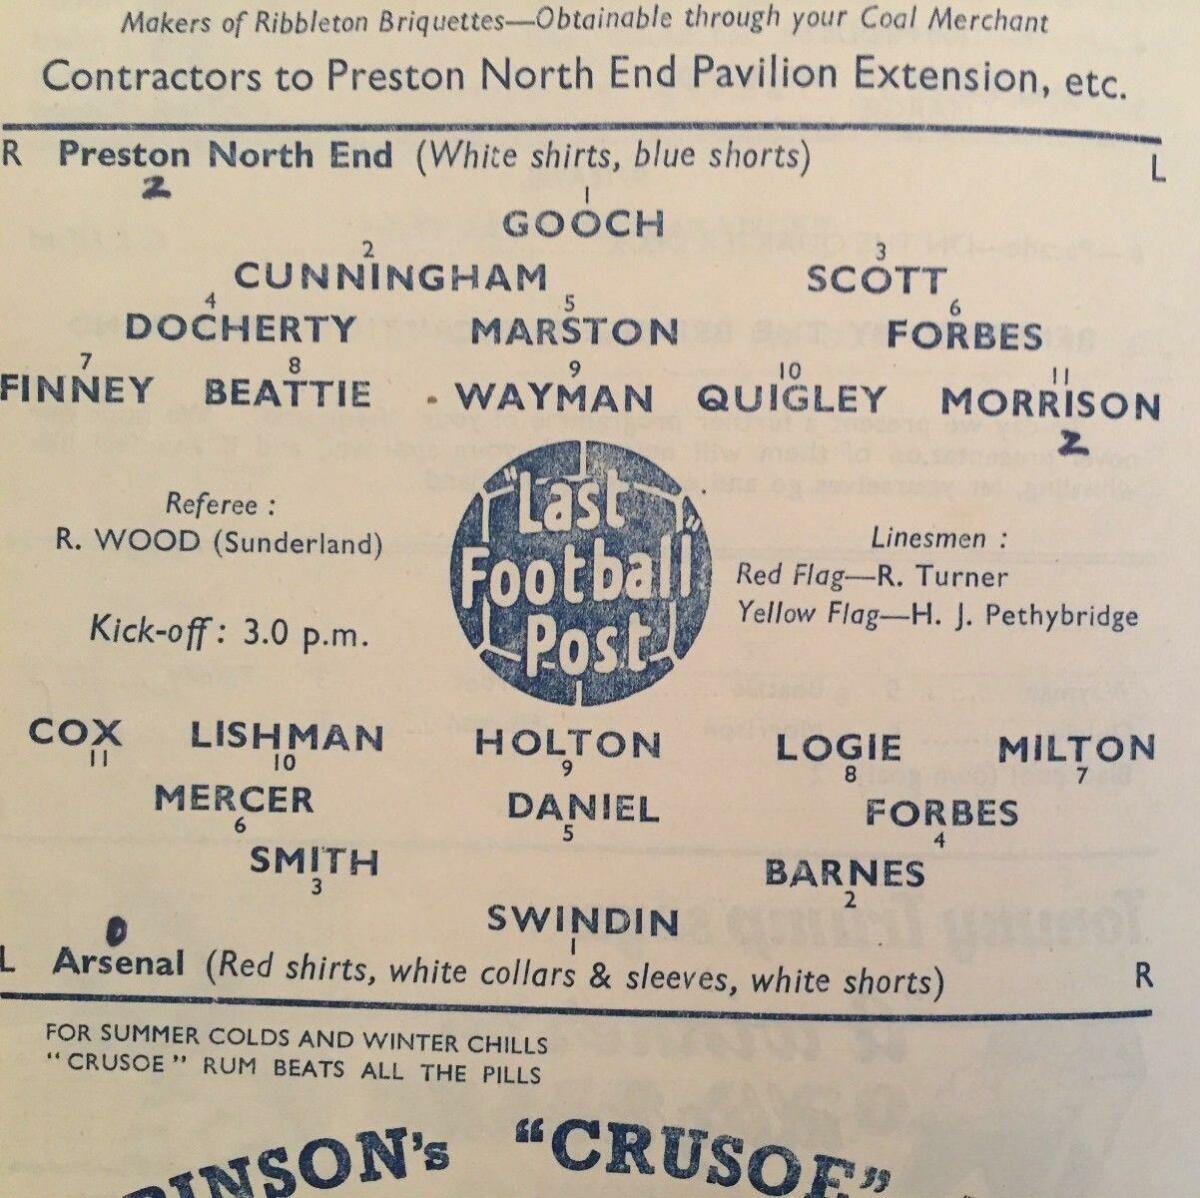 Makers of Ribbleton Briquettes—Obtainable through your Coal Merchant
Contractors to Preston North End Pavilion Extension, etc.
R Preston North End (White shirts, blue shorts) L
2
1
GOOCH
2 3
CUNNINGHAM SCOTT
4 5 6
DOCHERTY MARSTON FORBES
7 8 9 10 11
FINNEY BEATTIE WAYMAN QUIGLEY MORRISON
2
Referee :
R. WOOD (Sunderland)
Kick-off : 3.0 p.m.
"Last
Football
Post"
Linesmen :
Red Flag—R. Turner
Yellow Flag—H. J. Pethybridge
COX LISHMAN HOLTON LOGIE MILTON
11 10 9 8 7
MERCER DANIEL FORBES
6 5 4
SMITH BARNES
3 2
SWINDIN
1
0
L Arsenal (Red shirts, white collars & sleeves, white shorts) R
FOR SUMMER COLDS AND WINTER CHILLS
"CRUSOE" RUM BEATS ALL THE PILLS
"CRUSOE"